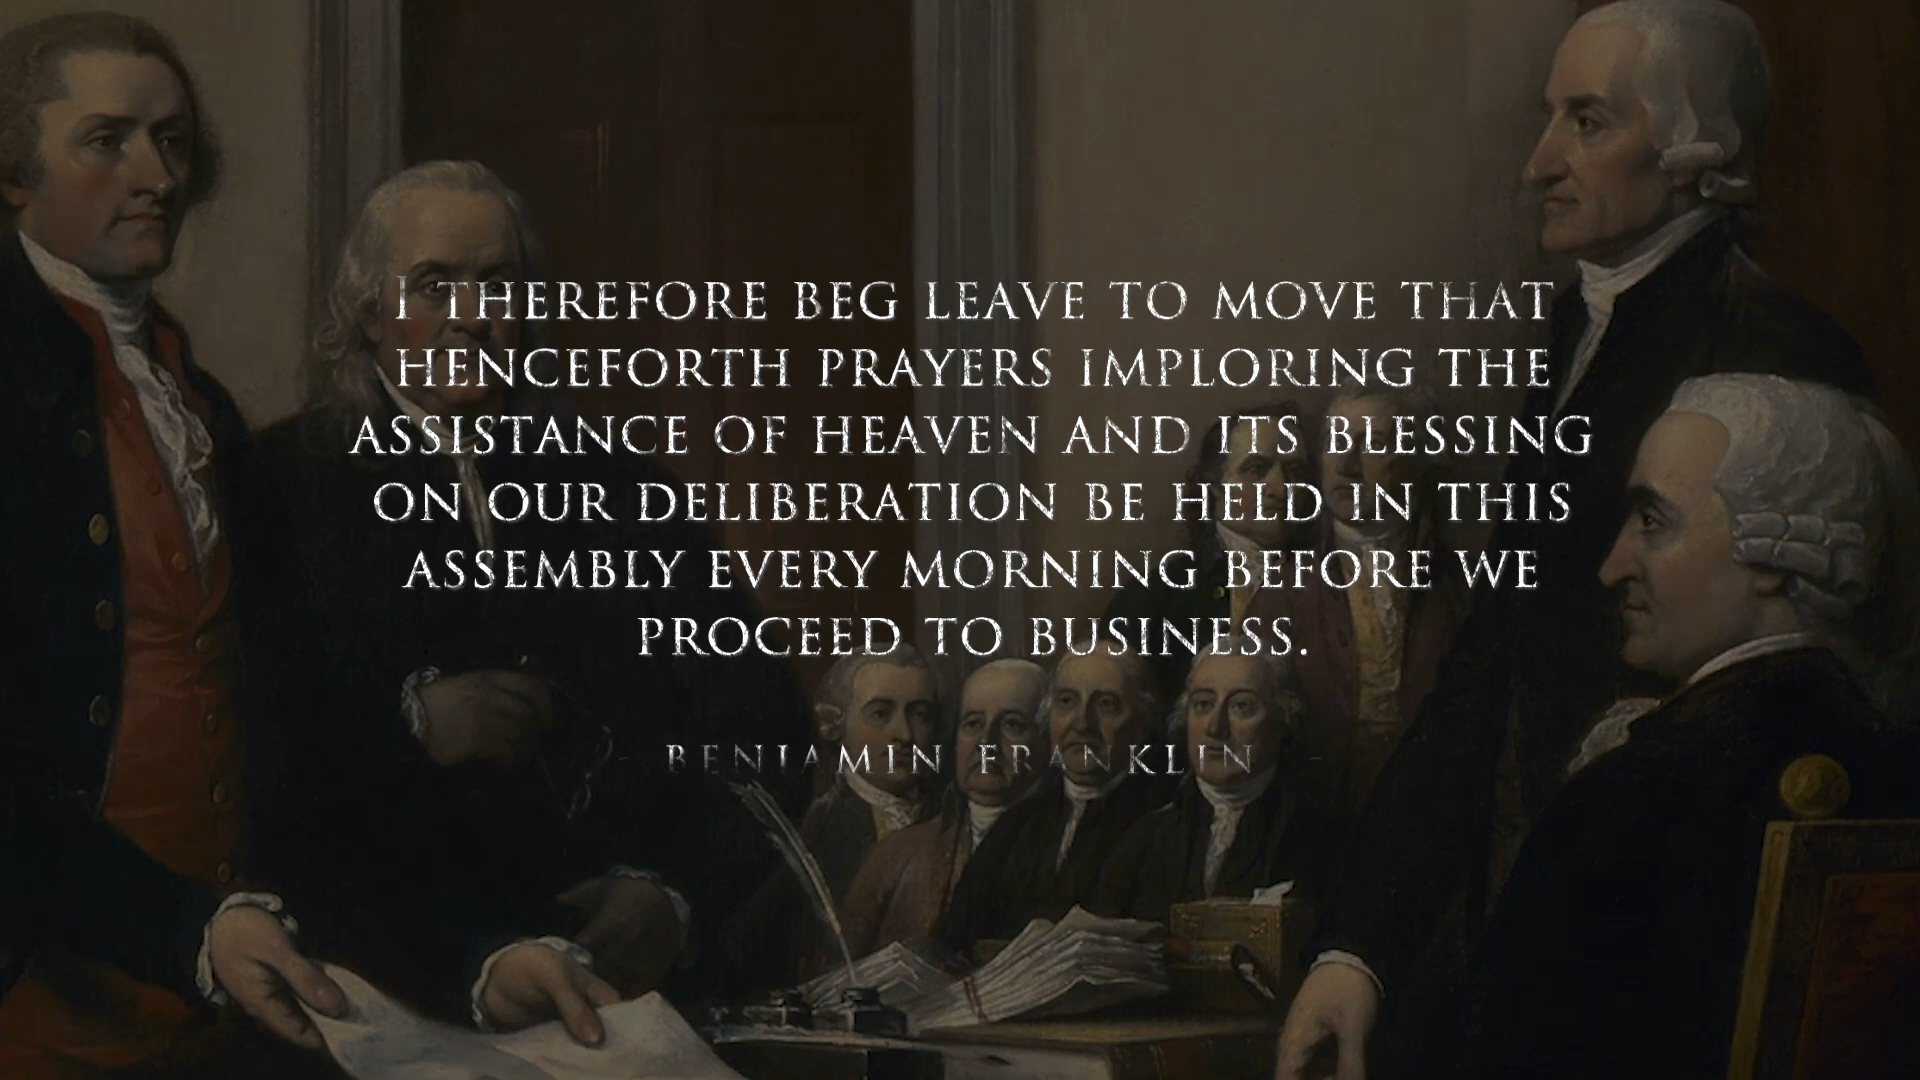 I THEREFORE BEG LEAVE TO MOVE THAT
HENCEFORTH PRAYERS IMPLORING THE
ASSISTANCE OF HEAVEN AND ITS BLESSING
ON OUR DELIBERATION BE HELD IN THIS
ASSEMBLY EVERY MORNING BEFORE WE
PROCEED TO BUSINESS.
- BENJAMIN FRANKLIN -